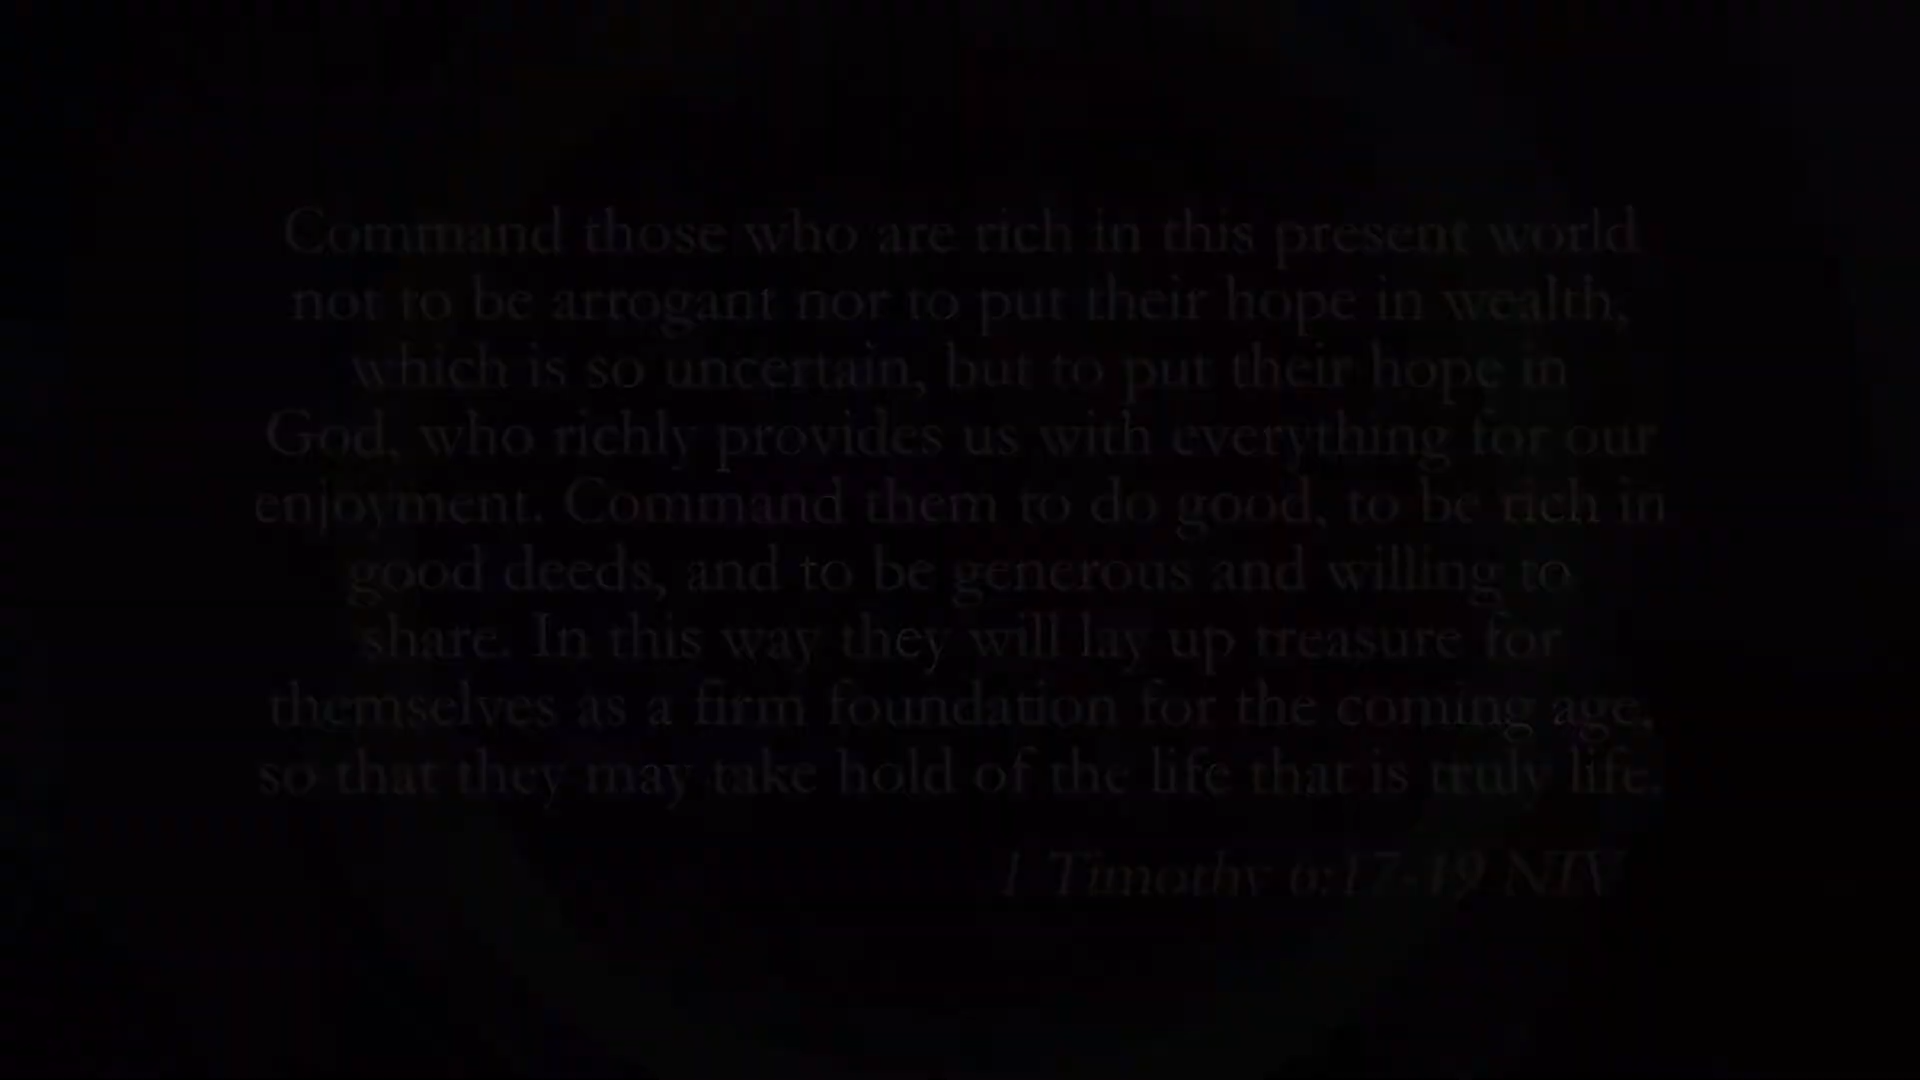 Command those who are rich in this present world
not to be arrogant nor to put their hope in wealth,
which is so uncertain, but to put their hope in
God, who richly provides us with everything for our
enjoyment. Command them to do good, to be rich in
good deeds, and to be generous and willing to
share. In this way they will lay up treasure for
themselves as a firm foundation for the coming age,
so that they may take hold of the life that is truly life.
1 Timothy 6:17-19 NIV